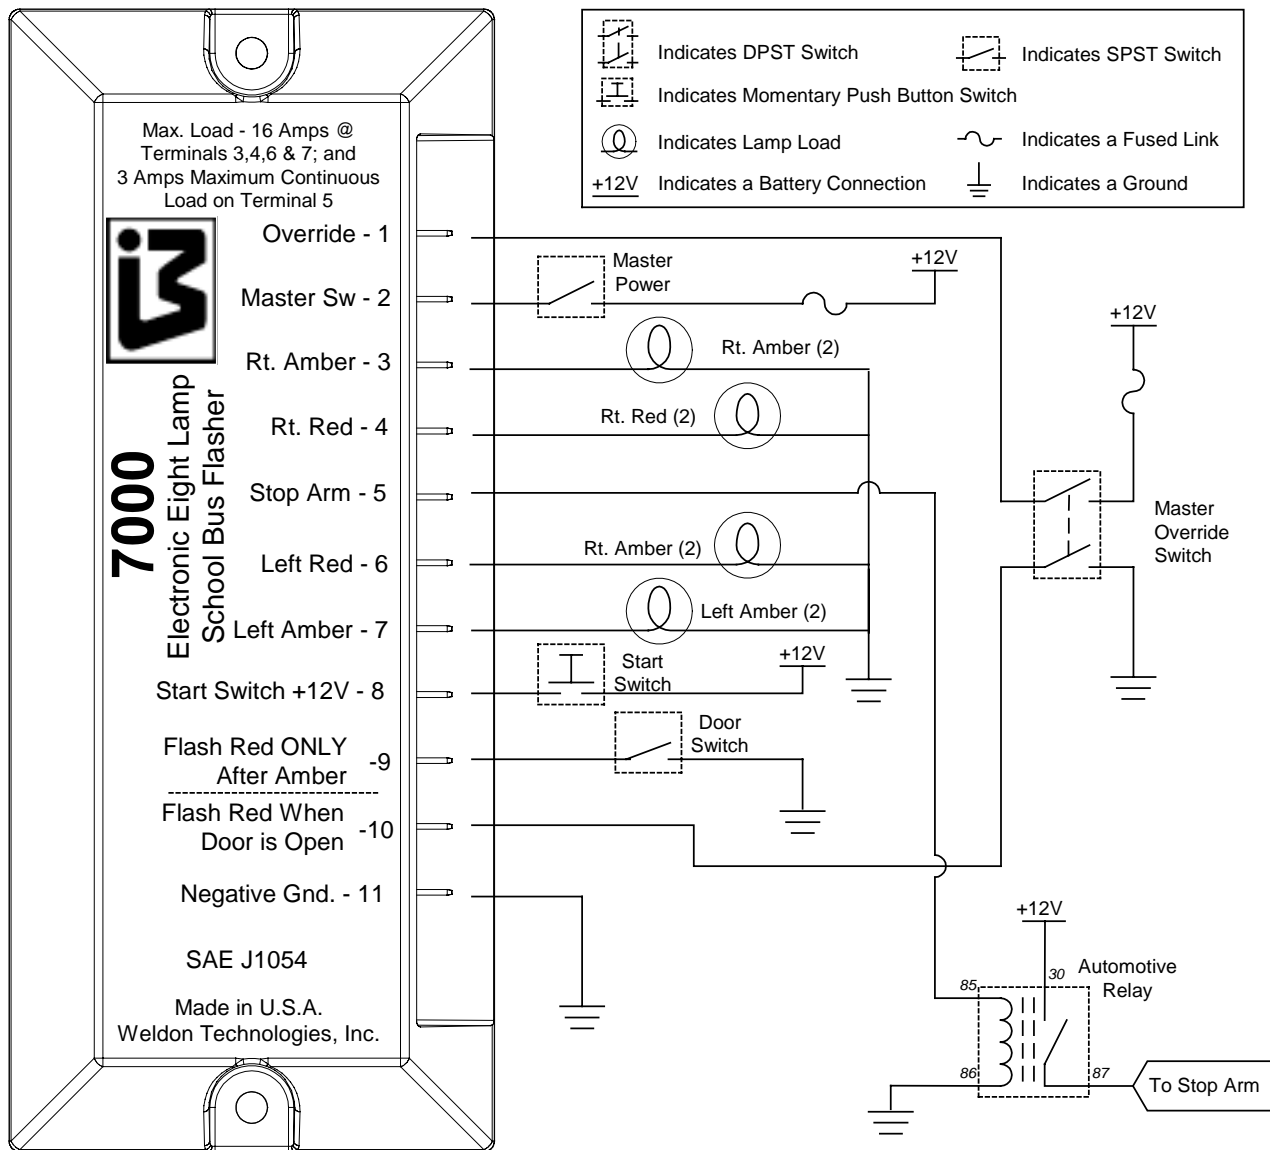 Indicates DPST Switch
Indicates SPST Switch
Indicates Momentary Push Button Switch
Indicates Lamp Load
Indicates a Fused Link
+12V Indicates a Battery Connection
Indicates a Ground
Max. Load - 16 Amps @
Terminals 3,4,6 & 7; and
3 Amps Maximum Continuous
Load on Terminal 5
i3
7000
Electronic Eight Lamp
School Bus Flasher
Override - 1
Master Sw - 2
Rt. Amber - 3
Rt. Red - 4
Stop Arm - 5
Left Red - 6
Left Amber - 7
Start Switch +12V - 8
Flash Red ONLY
After Amber
-9
Flash Red When
Door is Open
-10
Negative Gnd. - 11
SAE J1054
Made in U.S.A.
Weldon Technologies, Inc.
Master
Power
+12V
Rt. Amber (2)
Rt. Red (2)
Rt. Amber (2)
Left Amber (2)
Start
Switch
+12V
Door
Switch
+12V
Master
Override
Switch
+12V
Automotive
Relay
30
85
86
87
To Stop Arm